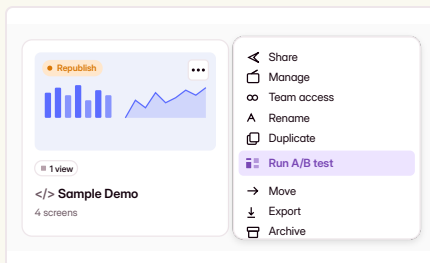 Republish
1 view
</> Sample Demo
4 screens
Share
Manage
Team access
Rename
Duplicate
Run A/B test
Move
Export
Archive